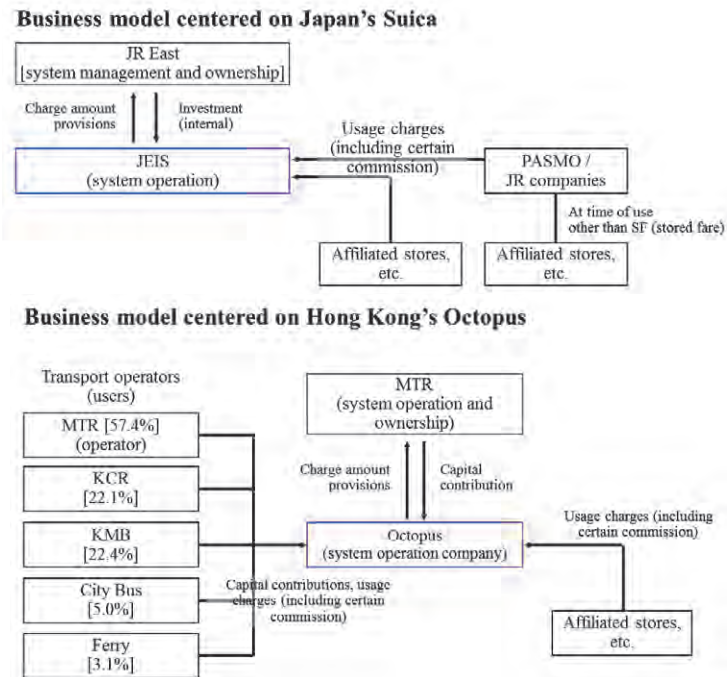 Business model centered on Japan's Suica
JR East
[system management and ownership]
Charge amount
provisions
Investment
(internal)
Usage charges
(including certain
commission)
JEIS
(system operation)
PASMO /
JR companies
At time of use
other than SF (stored fare)
Affiliated stores,
etc.
Affiliated stores,
etc.
Business model centered on Hong Kong's Octopus
Transport operators
(users)
MTR [57.4%]
(operator)
KCR
[22.1%]
KMB
[22.4%]
City Bus
[5.0%]
Ferry
[3.1%]
MTR
(system operation and
ownership)
Charge amount
provisions
Capital
contribution
Octopus
(system operation company)
Capital contributions, usage
charges (including certain
commission)
Usage charges (including
certain commission)
Affiliated stores,
etc.